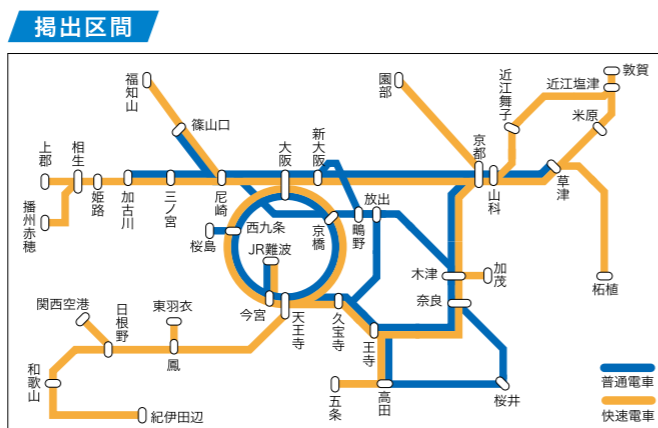 掲出区間
福知山
園部
近江舞子
敦賀
近江塩津
米原
篠山口
上郡
相生
大阪
新大阪
京都
姫路
加古川
三ノ宮
尼崎
山科
草津
播州赤穂
放出
西九条
京橋
鴫野
桜島
JR難波
木津
加茂
柘植
関西空港
日根野
東羽衣
今宮
天王寺
久宝寺
奈良
王寺
鳳
和歌山
五条
高田
桜井
紀伊田辺
普通電車
快速電車